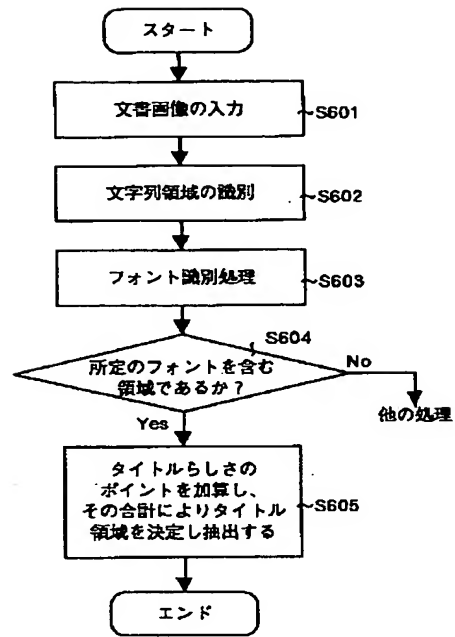 スタート
文書画像の入力
S601
文字列領域の識別
S602
フォント識別処理
S603
S604
所定のフォントを含む
領域であるか？
No
他の処理
Yes
タイトルらしさの
ポイントを加算し、
その合計によりタイトル
領域を決定し抽出する
S605
エンド